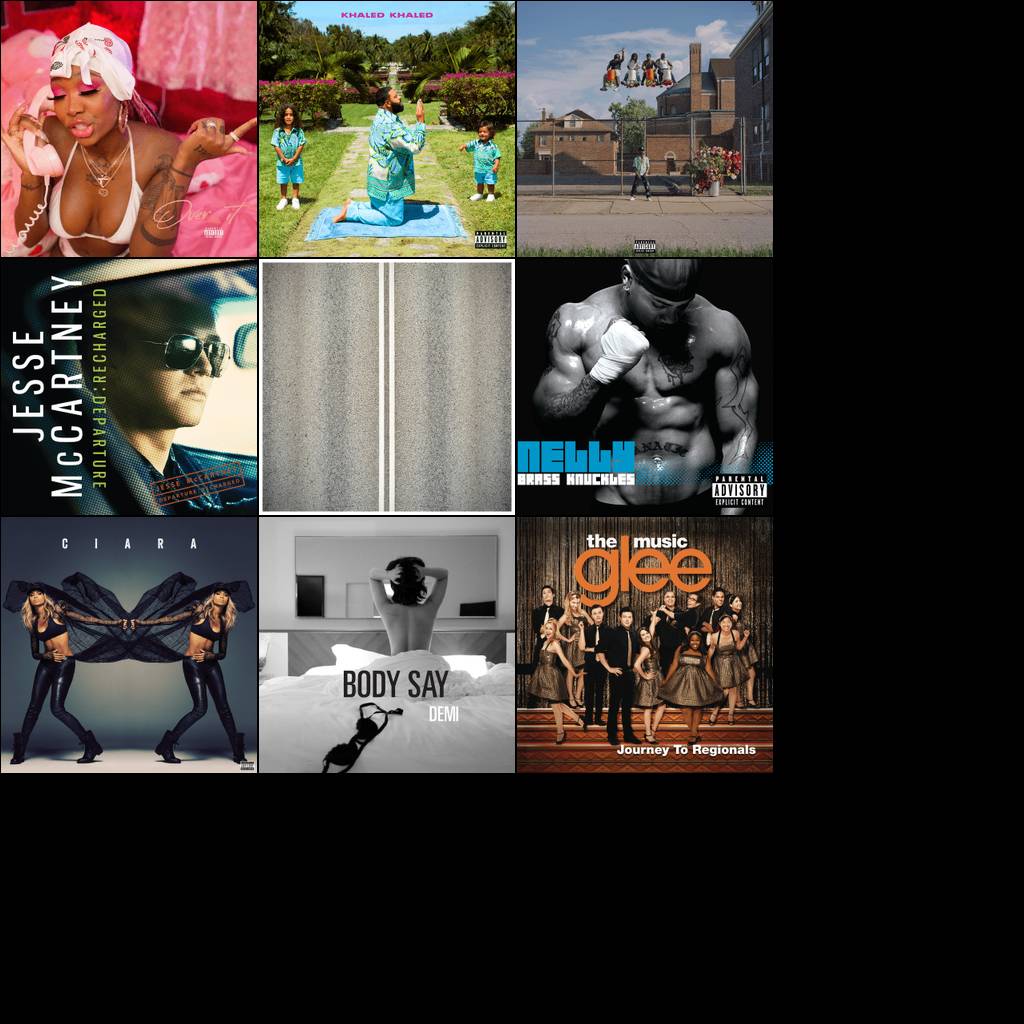 Over It
KHALED KHALED
PARENTAL
ADVISORY
EXPLICIT CONTENT
JESSE
McCARTNEY
DEPARTURE:RECHARGED
JESSE McCARTNEY
DEPARTURE RECHARGED
NELLY
BRASS KNUCKLES
PARENTAL
ADVISORY
EXPLICIT CONTENT
CIARA
BODY SAY
DEMI
the music
glee
Journey To Regionals